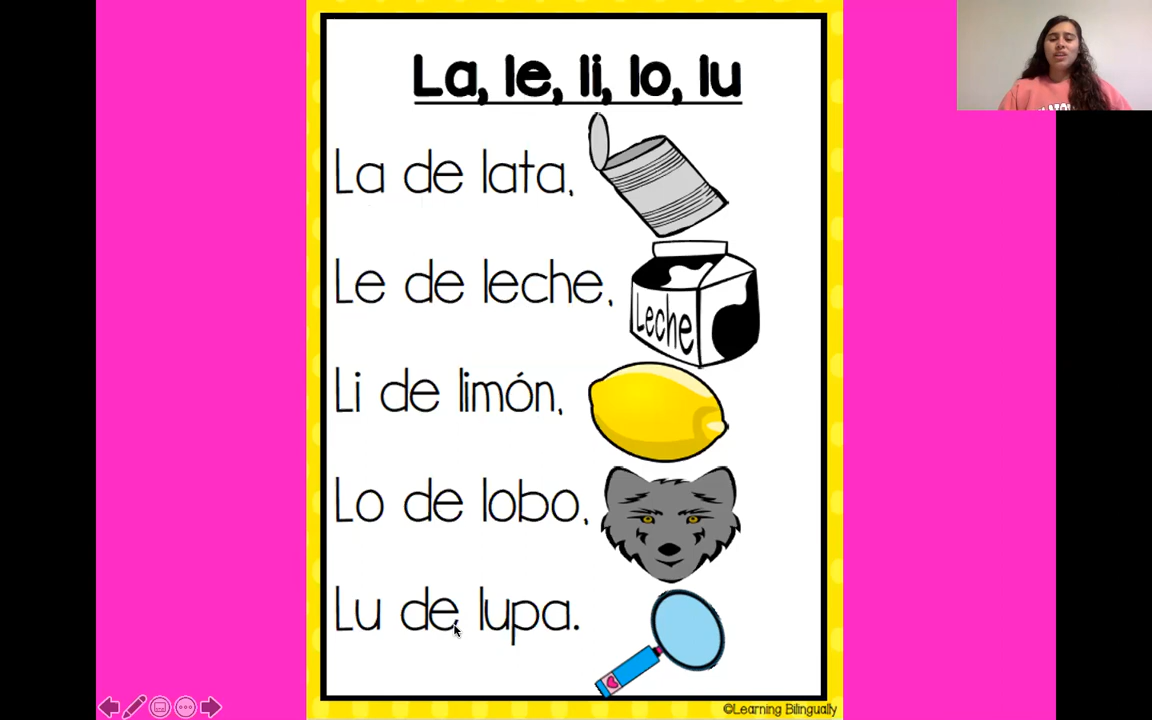 La, le, li, lo, lu
La de lata,
Le de leche,
Leche
Li de limón,
Lo de lobo,
Lu de lupa.
©Learning Bilingually